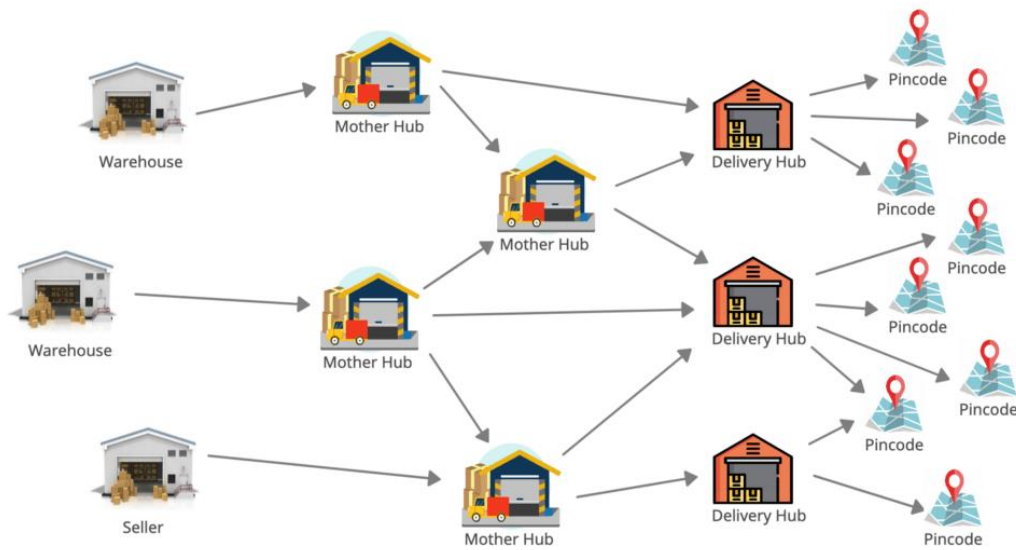 Pincode
Mother Hub
Warehouse
Delivery Hub
Pincode
Pincode
Mother Hub
Pincode
Warehouse
Mother Hub
Delivery Hub
Pincode
Pincode
Pincode
Seller
Mother Hub
Delivery Hub
Pincode